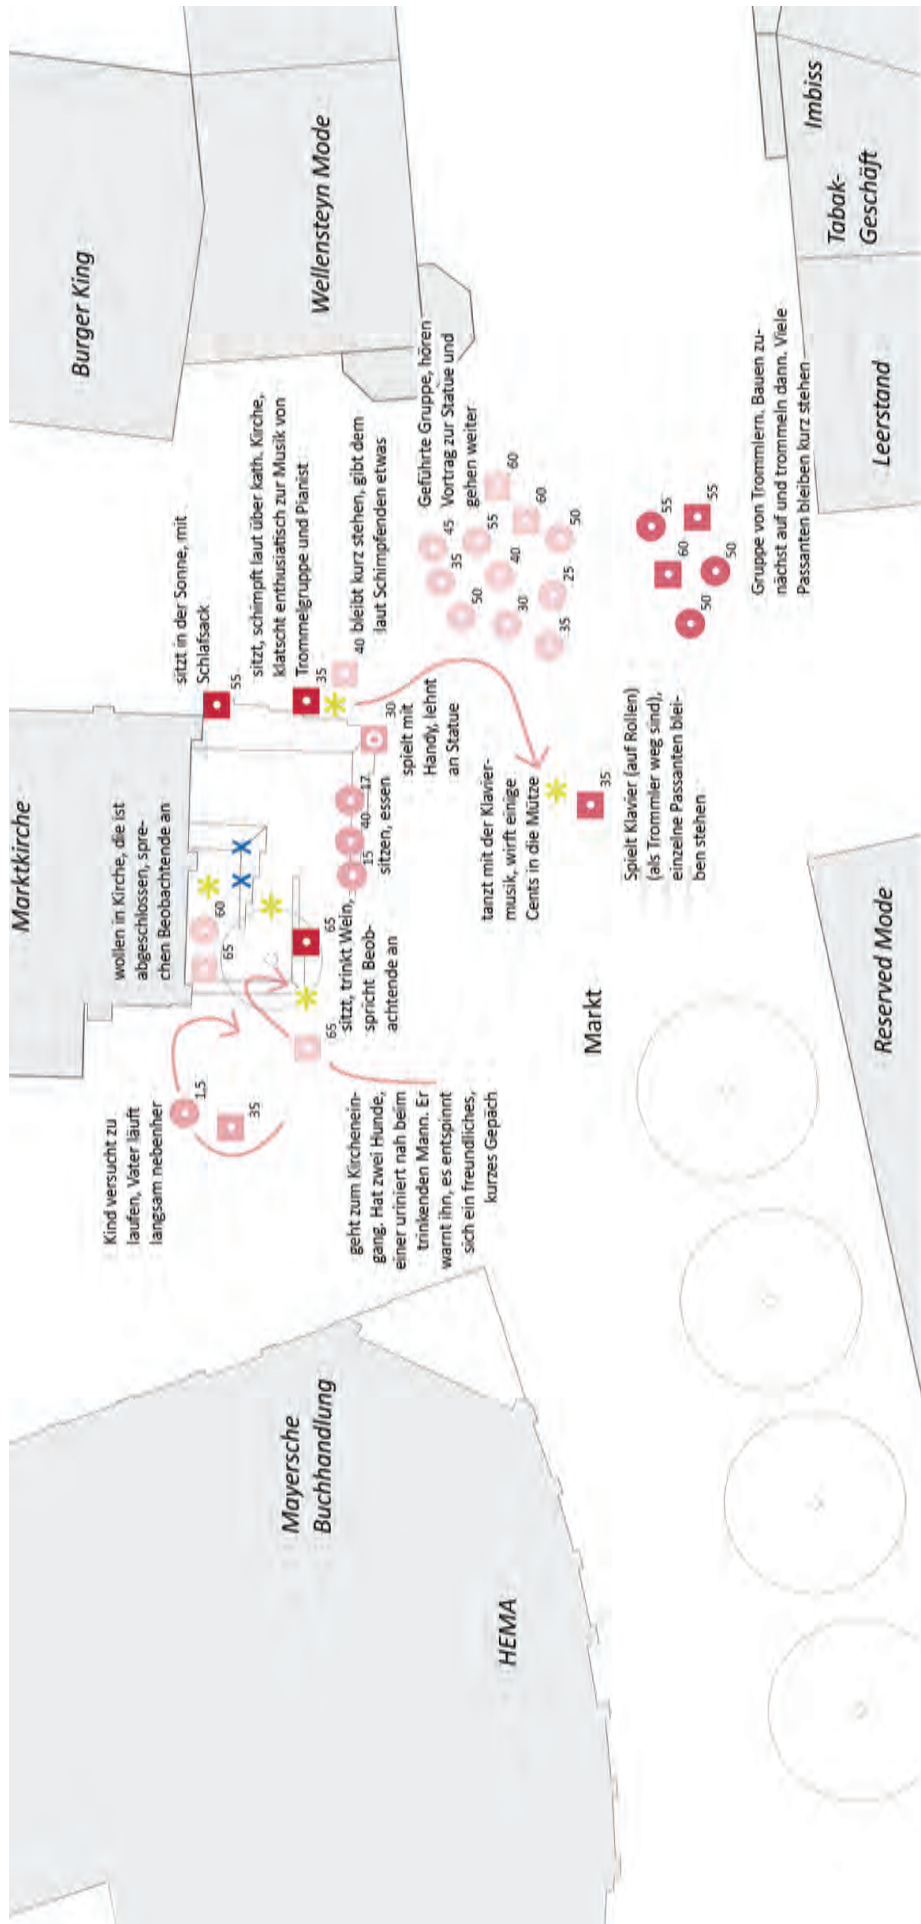 Burger King
Wellensteyn Mode
Imbiss
Tabak-
Geschäft
Leerstand
Marktkirche
wollen in Kirche, die ist
abgeschlossen, spre-
chen Beobachtende an
sitzt in der Sonne, mit
Schlafsack
55
sitzt, schimpft laut über kath. Kirche,
klatscht enthusiatisch zur Musik von
Trommelgruppe und Pianist
35
40
bleibt kurz stehen, gibt dem
laut Schimpfenden etwas
30
spielt mit
Handy, lehnt
an Statue
15
40
17
sitzen, essen
60
65
65
sitzt, trinkt Wein,
spricht Beob-
achtende an
65
Kind versucht zu
laufen, Vater läuft
langsam nebenher
1,5
35
geht zum Kircheneín-
gang. Hat zwei Hunde,
einer uriniert nah beim
trinkenden Mann. Er
warnt ihn, es entspinnt
sich ein freundliches,
kurzes Gepäch
Geführte Gruppe, hören
Vortrag zur Statue und
gehen weiter
45
60
35
55
60
50
40
50
30
25
35
tanzt mit der Klavier-
musik, wirft einige
Cents in die Mütze
35
Spielt Klavier (auf Rollen)
(als Trommler weg sind),
einzelne Passanten blei-
ben stehen
55
60
55
50
50
Gruppe von Trommlern. Bauen zu-
nächst auf und trommeln dann. Viele
Passanten bleiben kurz stehen
Markt
Reserved Mode
Mayersche
Buchhandlung
HEMA